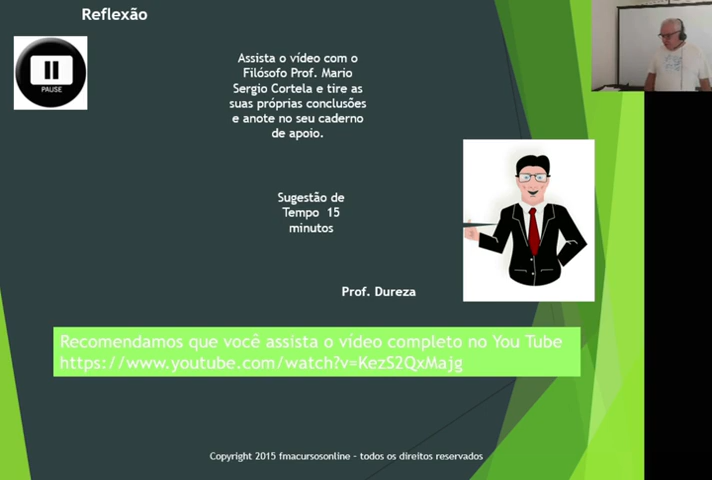 Reflexão
PAUSE
Assista o vídeo com o
Filósofo Prof. Mario
Sergio Cortela e tire as
suas próprias conclusões
e anote no seu caderno
de apoio.
Sugestão de
Tempo 15
minutos
Prof. Dureza
Recomendamos que você assista o vídeo completo no You Tube
https://www.youtube.com/watch?v=KezS2QxMajg
Copyright 2015 fmacursosonline – todos os direitos reservados